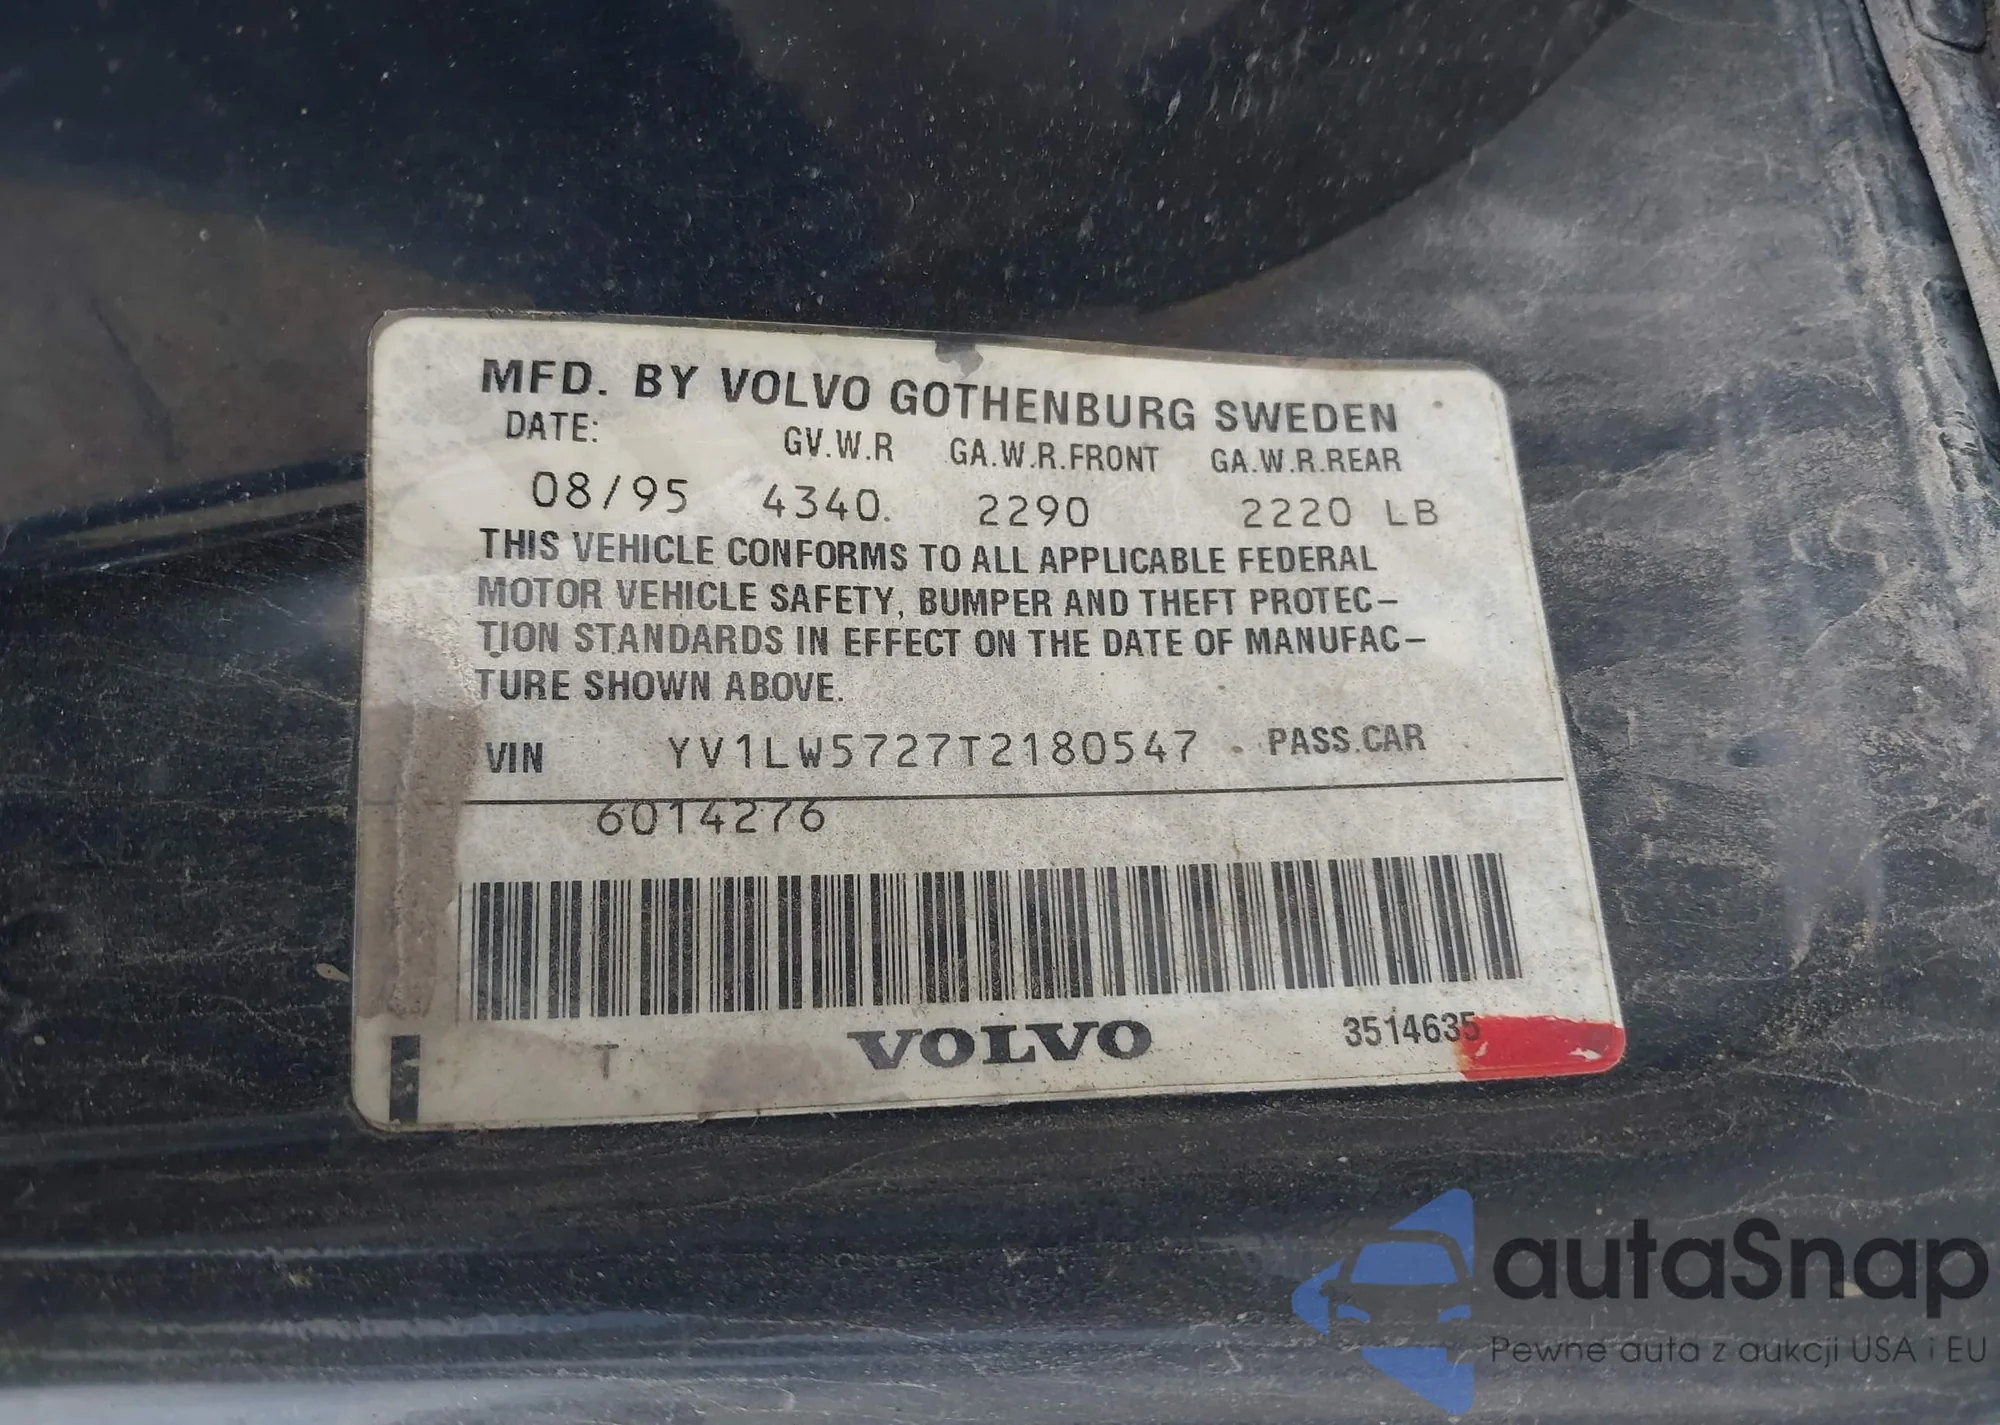 MFD. BY VOLVO GOTHENBURG SWEDEN
DATE: GV.W.R GA.W.R.FRONT GA.W.R.REAR
08/95 4340. 2290 2220 LB
THIS VEHICLE CONFORMS TO ALL APPLICABLE FEDERAL
MOTOR VEHICLE SAFETY, BUMPER AND THEFT PROTEC–
TION STANDARDS IN EFFECT ON THE DATE OF MANUFAC–
TURE SHOWN ABOVE.
VIN YV1LW5727T2180547 PASS.CAR
6014276
T VOLVO 3514635
autaSnap
Pewne auta z aukcji USA i EU